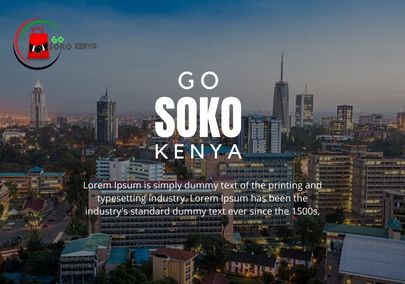 GO
SOKO KENYA
GO
SOKO
KENYA
Lorem Ipsum is simply dummy text of the printing and
typesetting industry. Lorem Ipsum has been the
industry's standard dummy text ever since the 1500s,